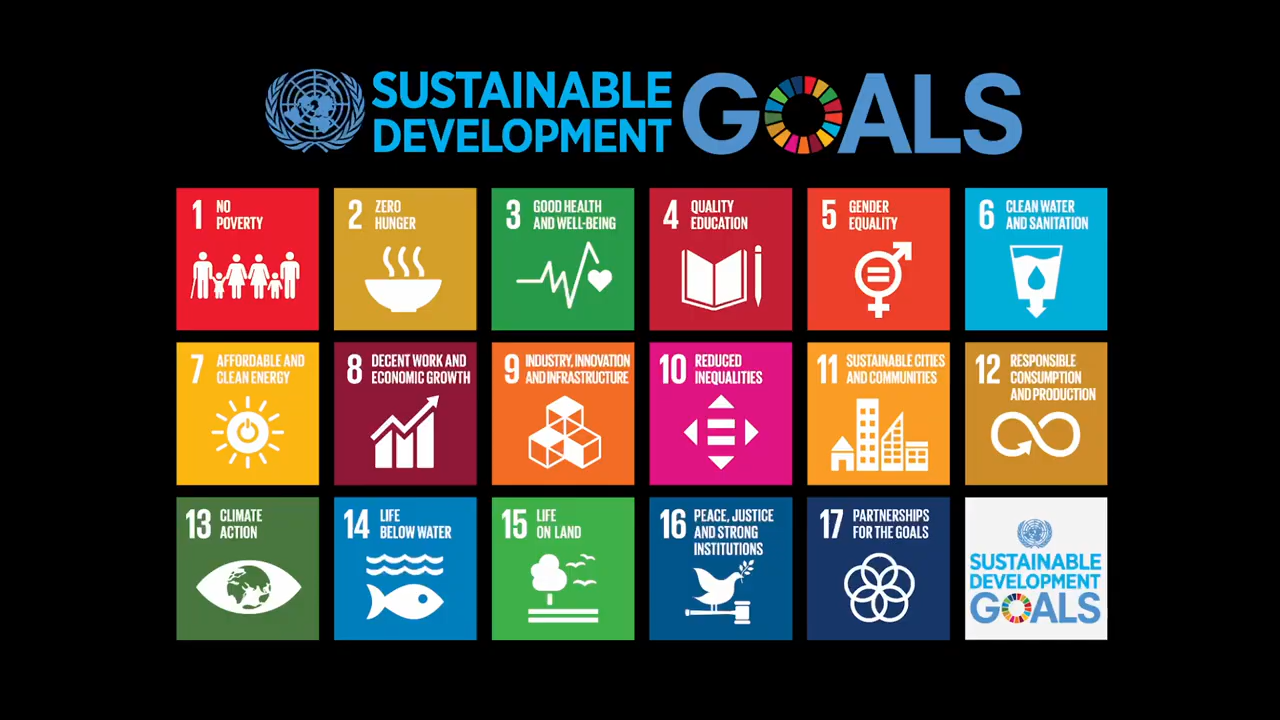 SUSTAINABLE
DEVELOPMENT
GOALS
1 NO
POVERTY
2 ZERO
HUNGER
3 GOOD HEALTH
AND WELL-BEING
4 QUALITY
EDUCATION
5 GENDER
EQUALITY
6 CLEAN WATER
AND SANITATION
7 AFFORDABLE AND
CLEAN ENERGY
8 DECENT WORK AND
ECONOMIC GROWTH
9 INDUSTRY, INNOVATION
AND INFRASTRUCTURE
10 REDUCED
INEQUALITIES
11 SUSTAINABLE CITIES
AND COMMUNITIES
12 RESPONSIBLE
CONSUMPTION
AND PRODUCTION
13 CLIMATE
ACTION
14 LIFE
BELOW WATER
15 LIFE
ON LAND
16 PEACE, JUSTICE
AND STRONG
INSTITUTIONS
17 PARTNERSHIPS
FOR THE GOALS
SUSTAINABLE
DEVELOPMENT
GOALS